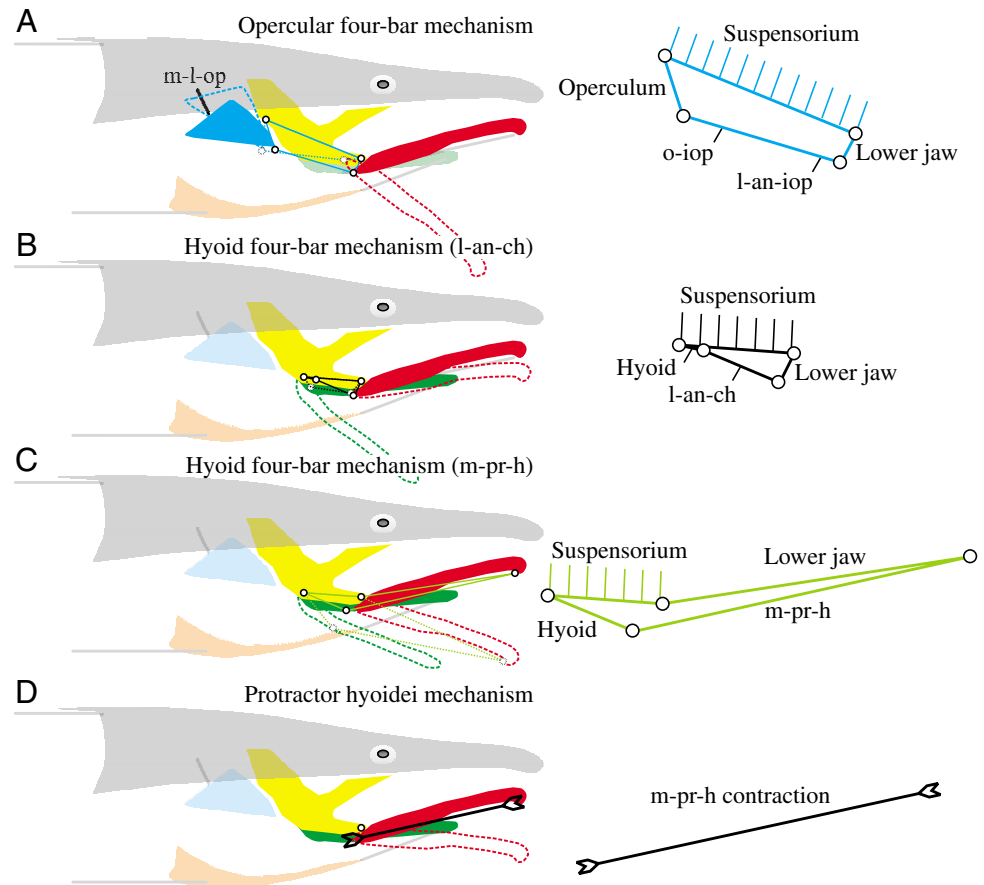 A
Opercular four-bar mechanism
m-l-op
Suspensorium
Operculum
o-iop
Lower jaw
l-an-iop
B
Hyoid four-bar mechanism (l-an-ch)
Suspensorium
Hyoid
Lower jaw
l-an-ch
C
Hyoid four-bar mechanism (m-pr-h)
Suspensorium
Lower jaw
m-pr-h
Hyoid
D
Protractor hyoidei mechanism
m-pr-h contraction